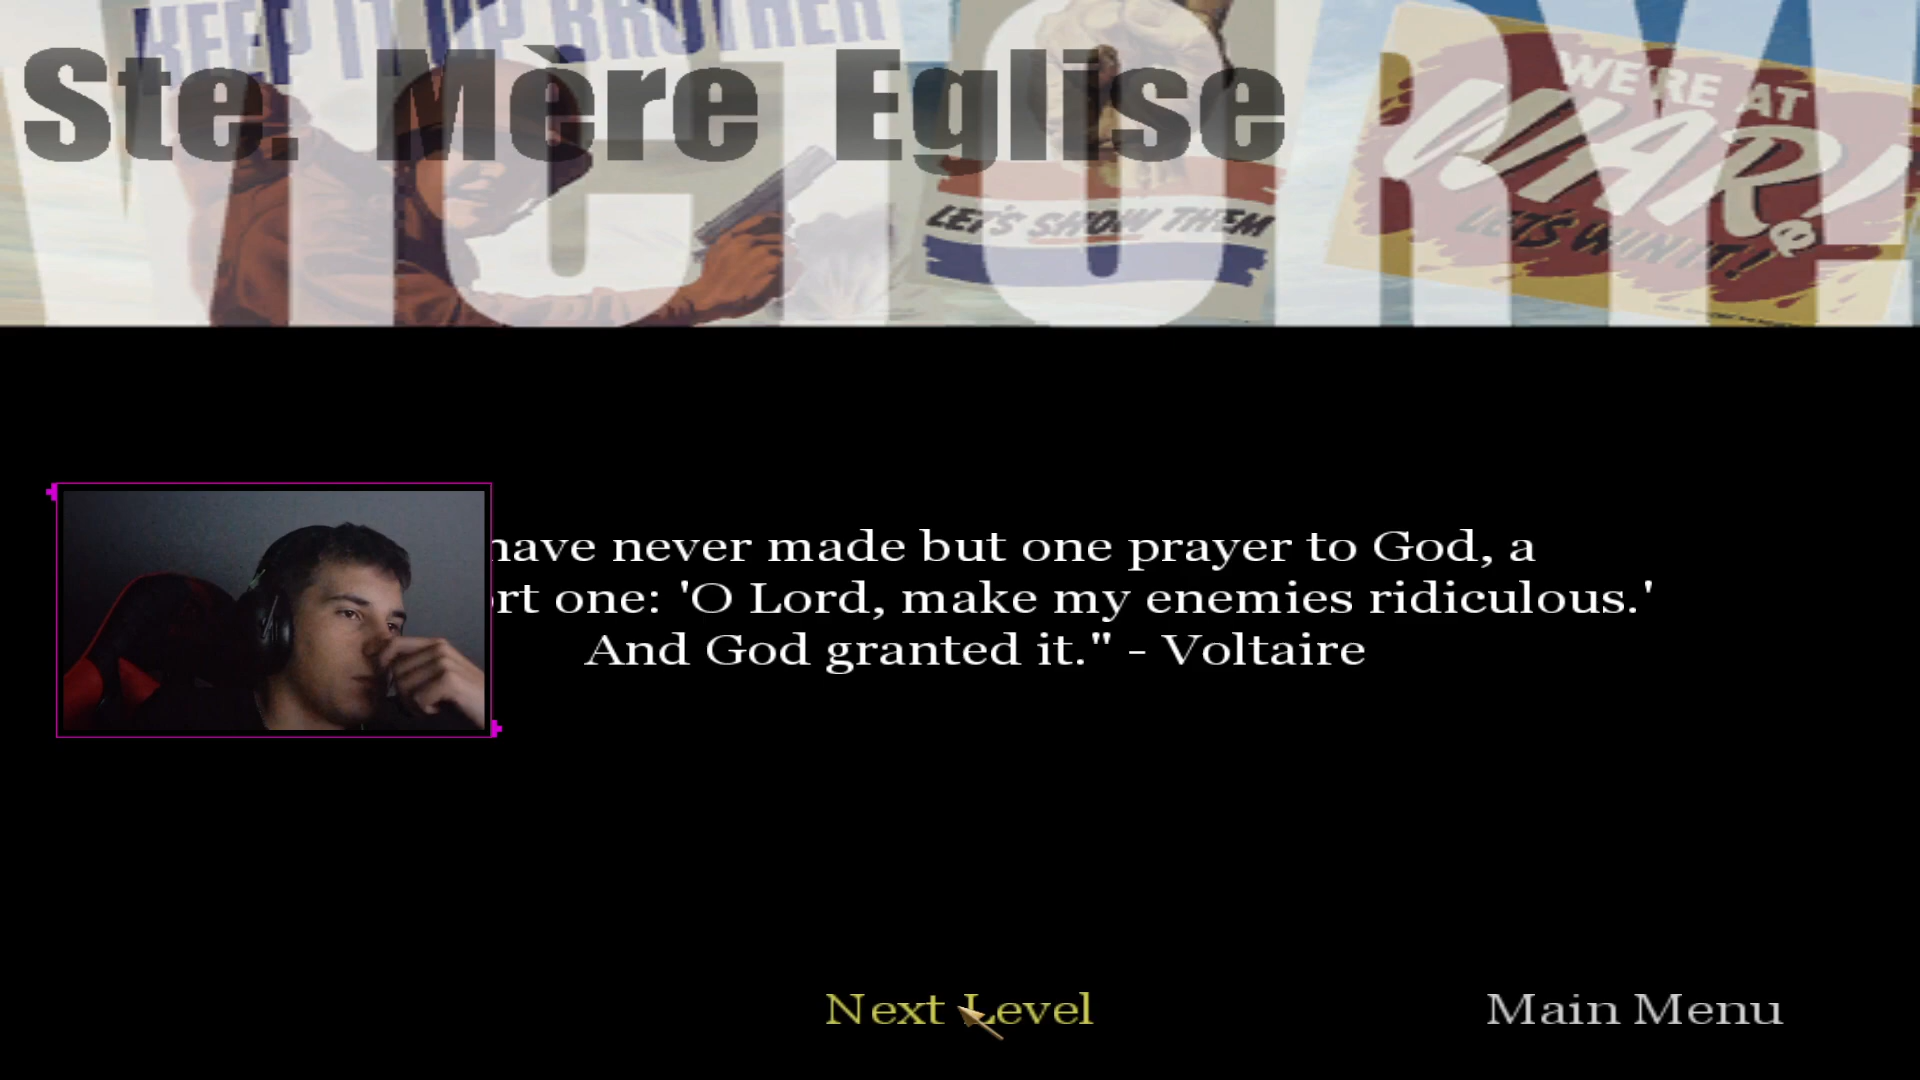 KEEP IT UP BROTHER
VICTORY
Ste. Mère Eglise
WE'RE AT
WAR!
LET'S SHOW THEM
LET'S WIN IT!
have never made but one prayer to God, a
rt one: 'O Lord, make my enemies ridiculous.'
And God granted it." - Voltaire
Next Level
Main Menu